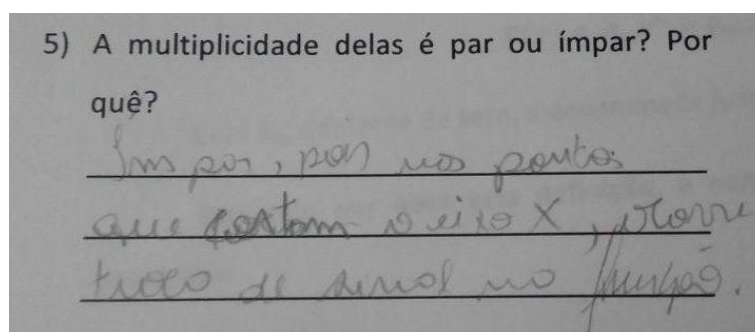 5) A multiplicidade delas é par ou ímpar? Por
quê?
Ímpar, pois nos pontos
que cortam o eixo X, ocorre
troca de sinal na função.